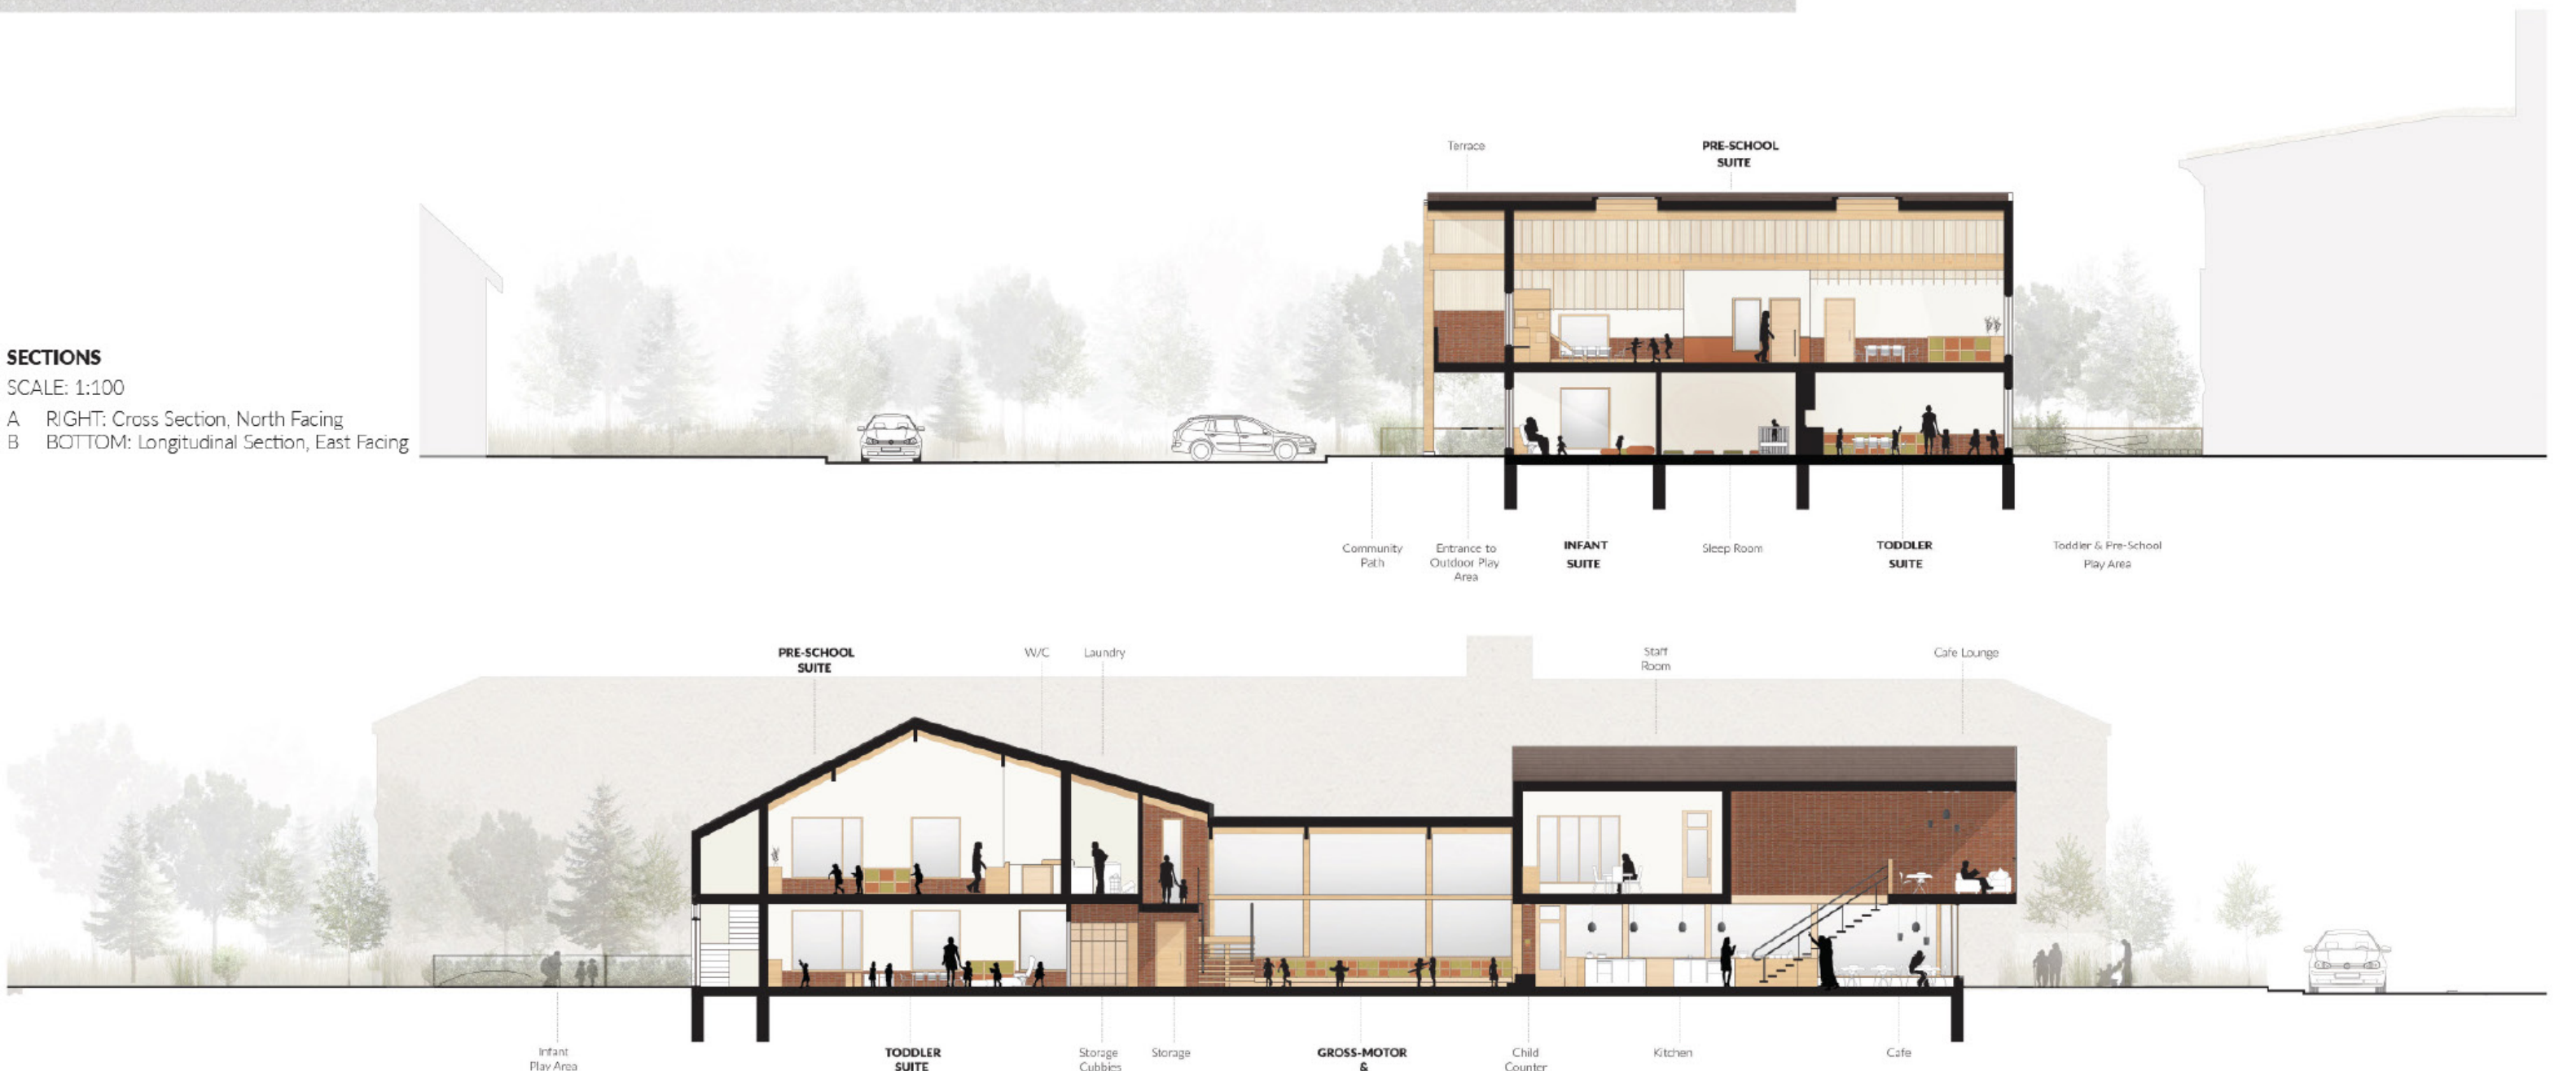 Terrace
PRE-SCHOOL
SUITE
SECTIONS
SCALE: 1:100
A RIGHT: Cross Section, North Facing
B BOTTOM: Longitudinal Section, East Facing
Community
Path
Entrance to
Outdoor Play
Area
INFANT
SUITE
Sleep Room
TODDLER
SUITE
Toddler & Pre-School
Play Area
PRE-SCHOOL
SUITE
W/C
Laundry
Staff
Room
Cafe Lounge
Infant
Play Area
TODDLER
SUITE
Storage
Cubbies
Storage
GROSS-MOTOR
&
Child
Counter
Kitchen
Cafe